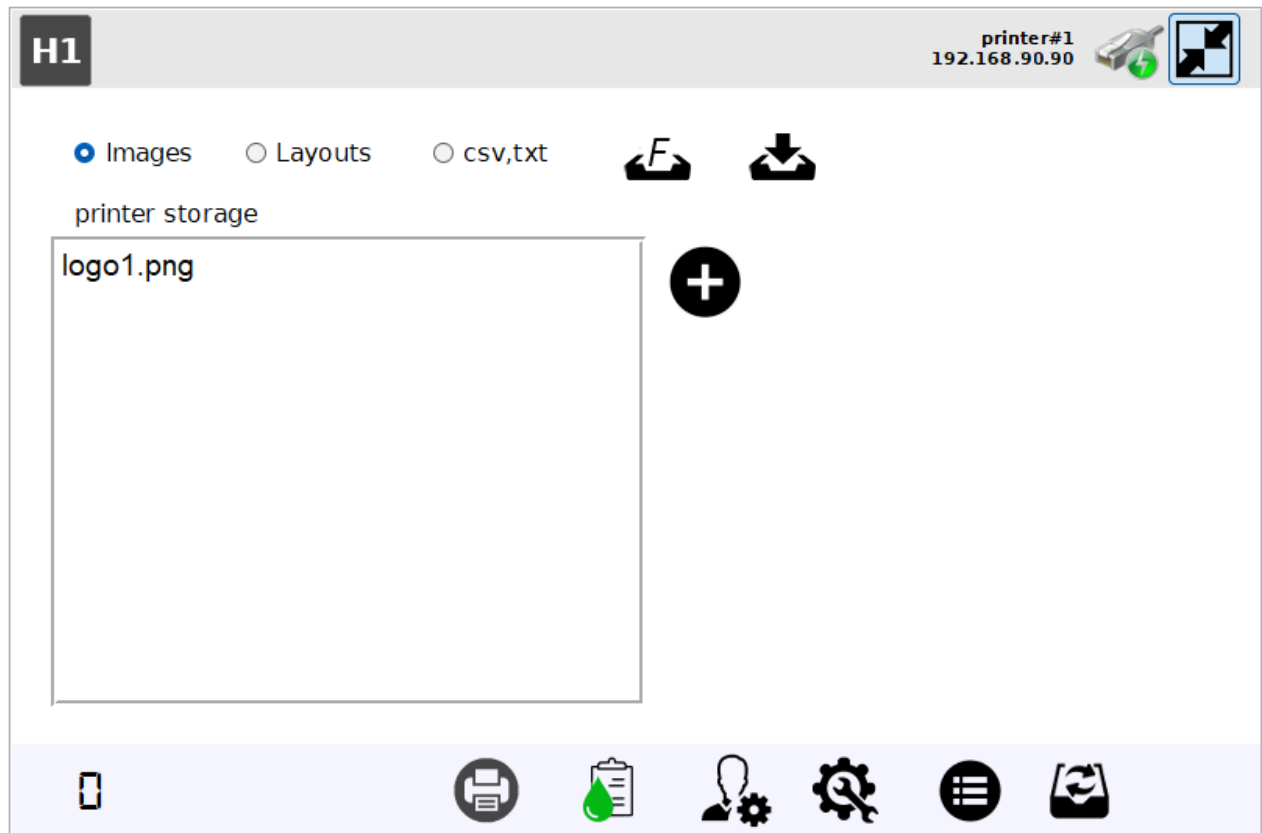 H1
printer#1
192.168.90.90
Images
Layouts
csv,txt
F
printer storage
logo1.png
0